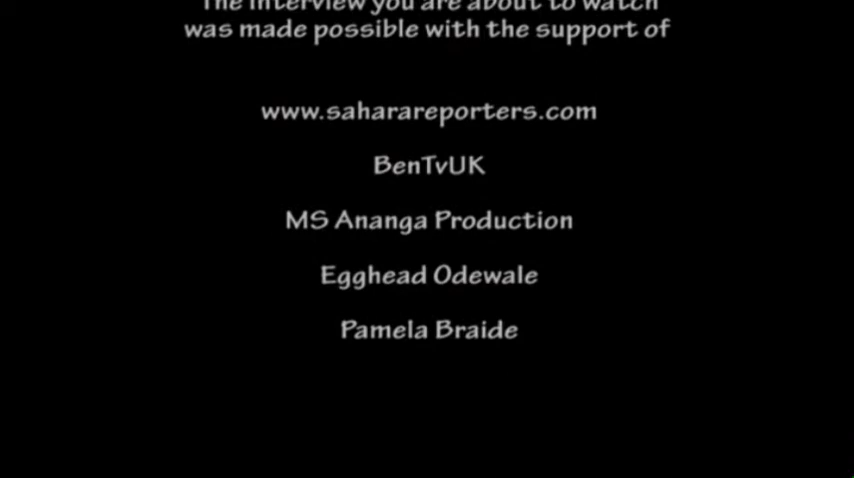 The interview you are about to watch
was made possible with the support of
www.saharareporters.com
BenTvUK
MS Ananga Production
Egghead Odewale
Pamela Braide